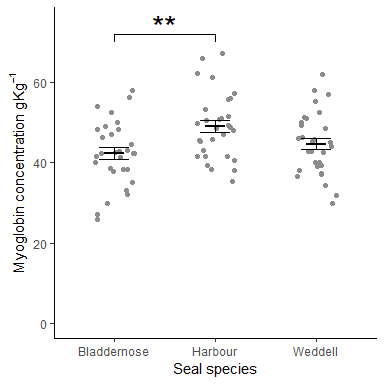 **
Myoglobin concentration gKg⁻¹
60
40
20
0
Bladdernose Harbour Weddell
Seal species